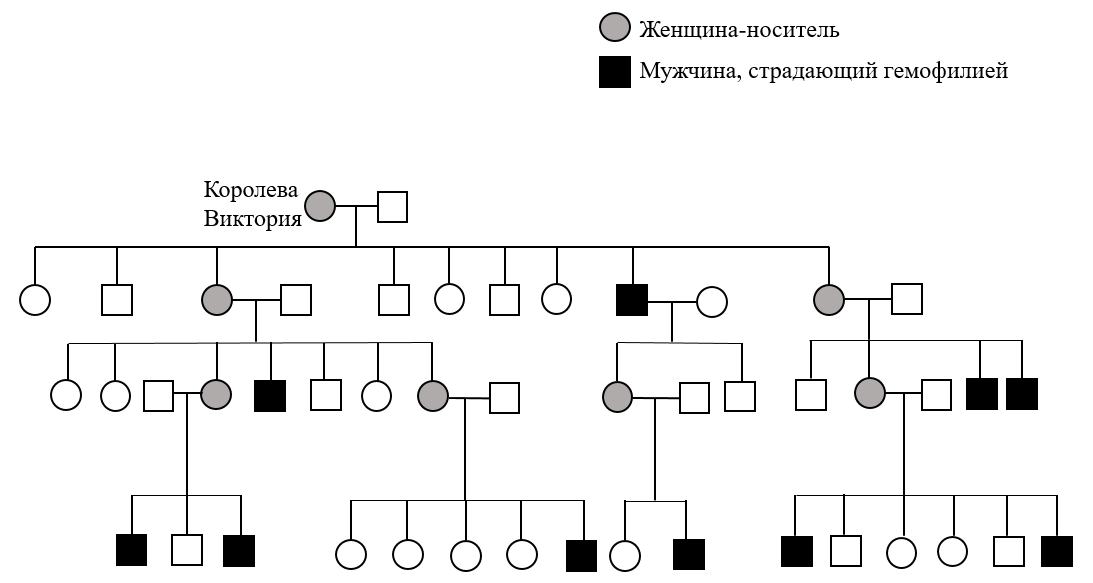 Женщина-носитель
Мужчина, страдающий гемофилией
Королева
Виктория